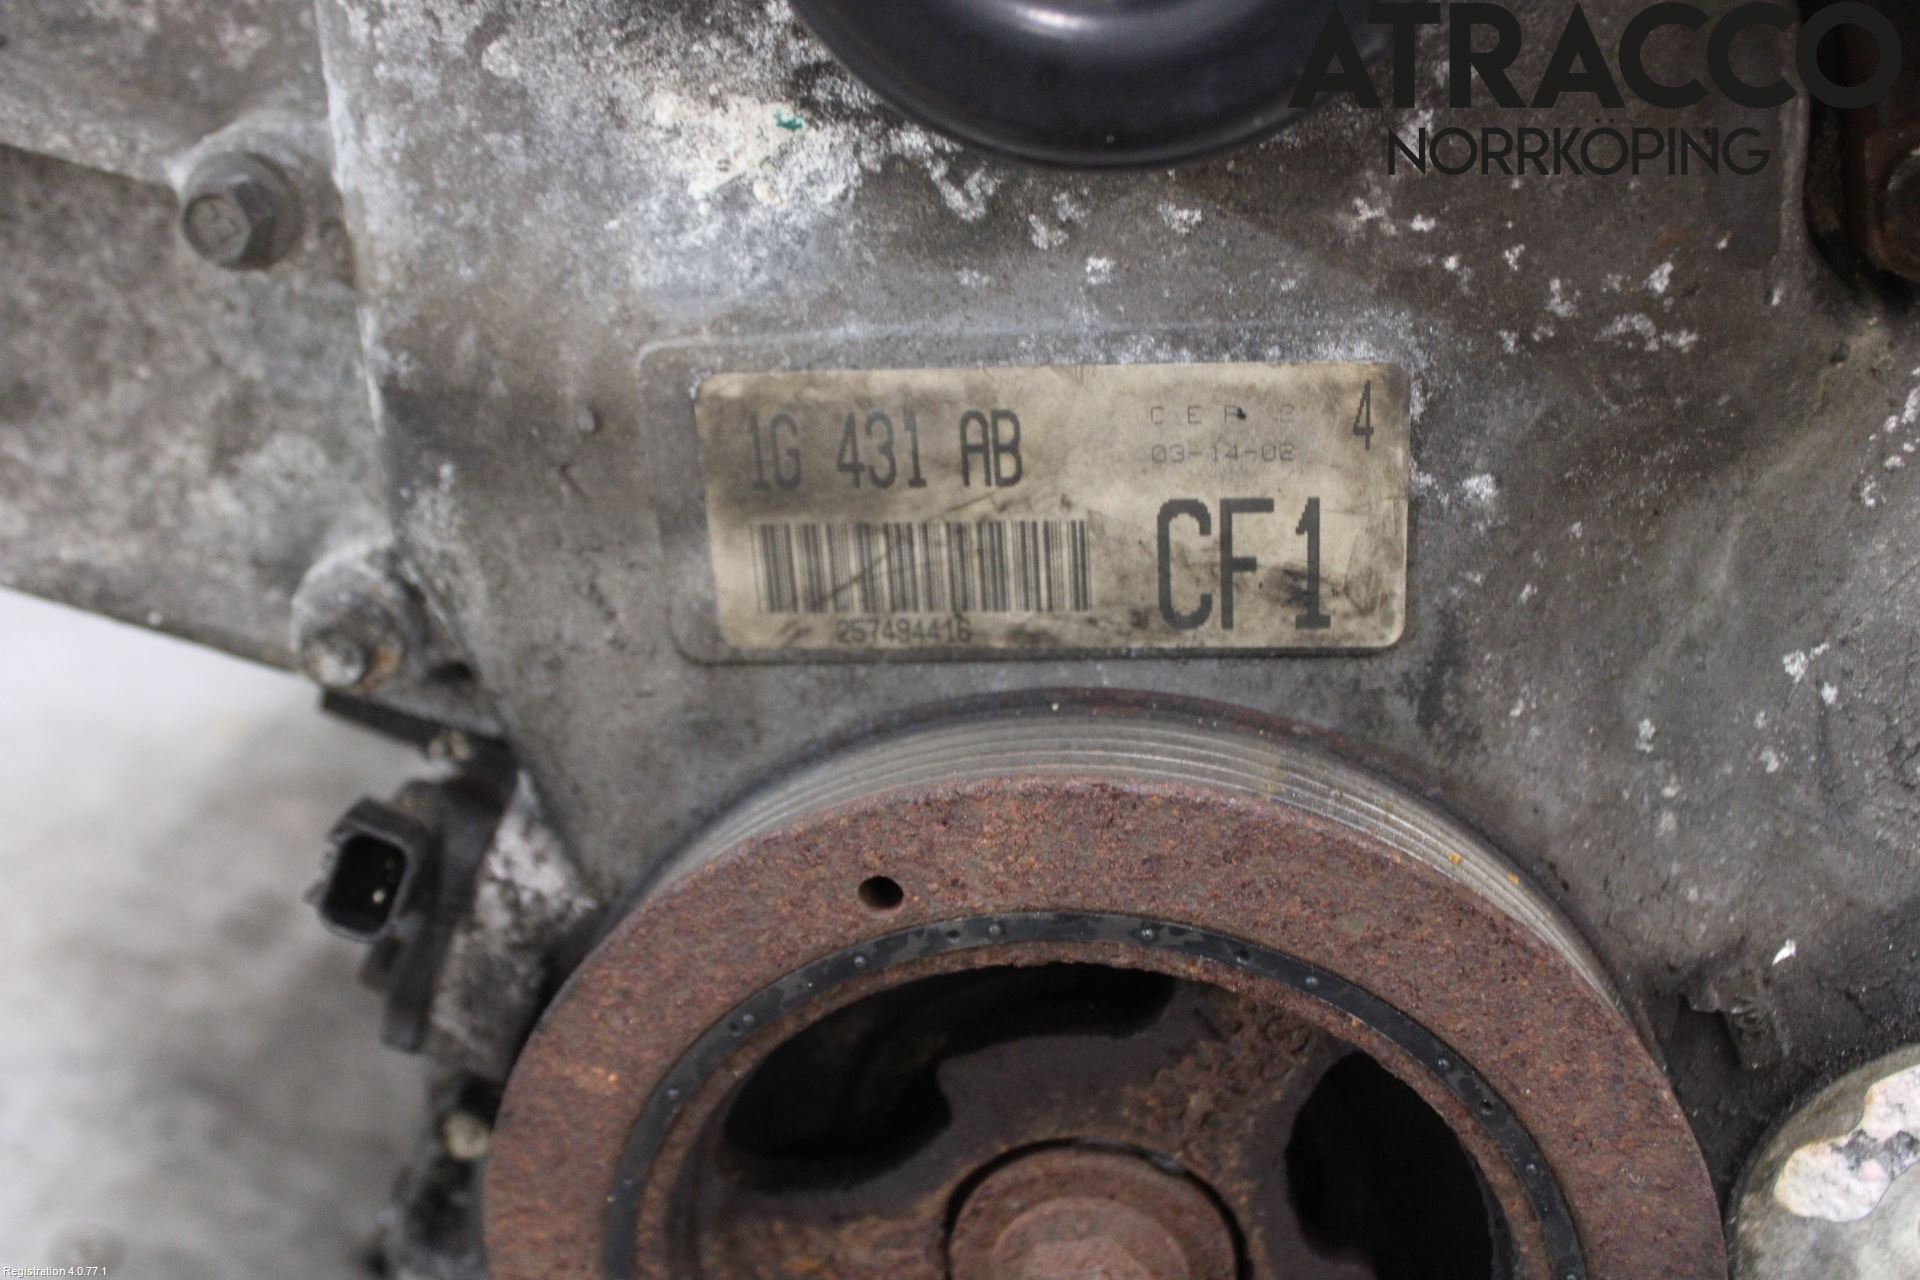 ATRACCO
NORRKÖPING
1G 431 AB
4
03-14-02
CF1
257494416
Registration 4.0.77.1